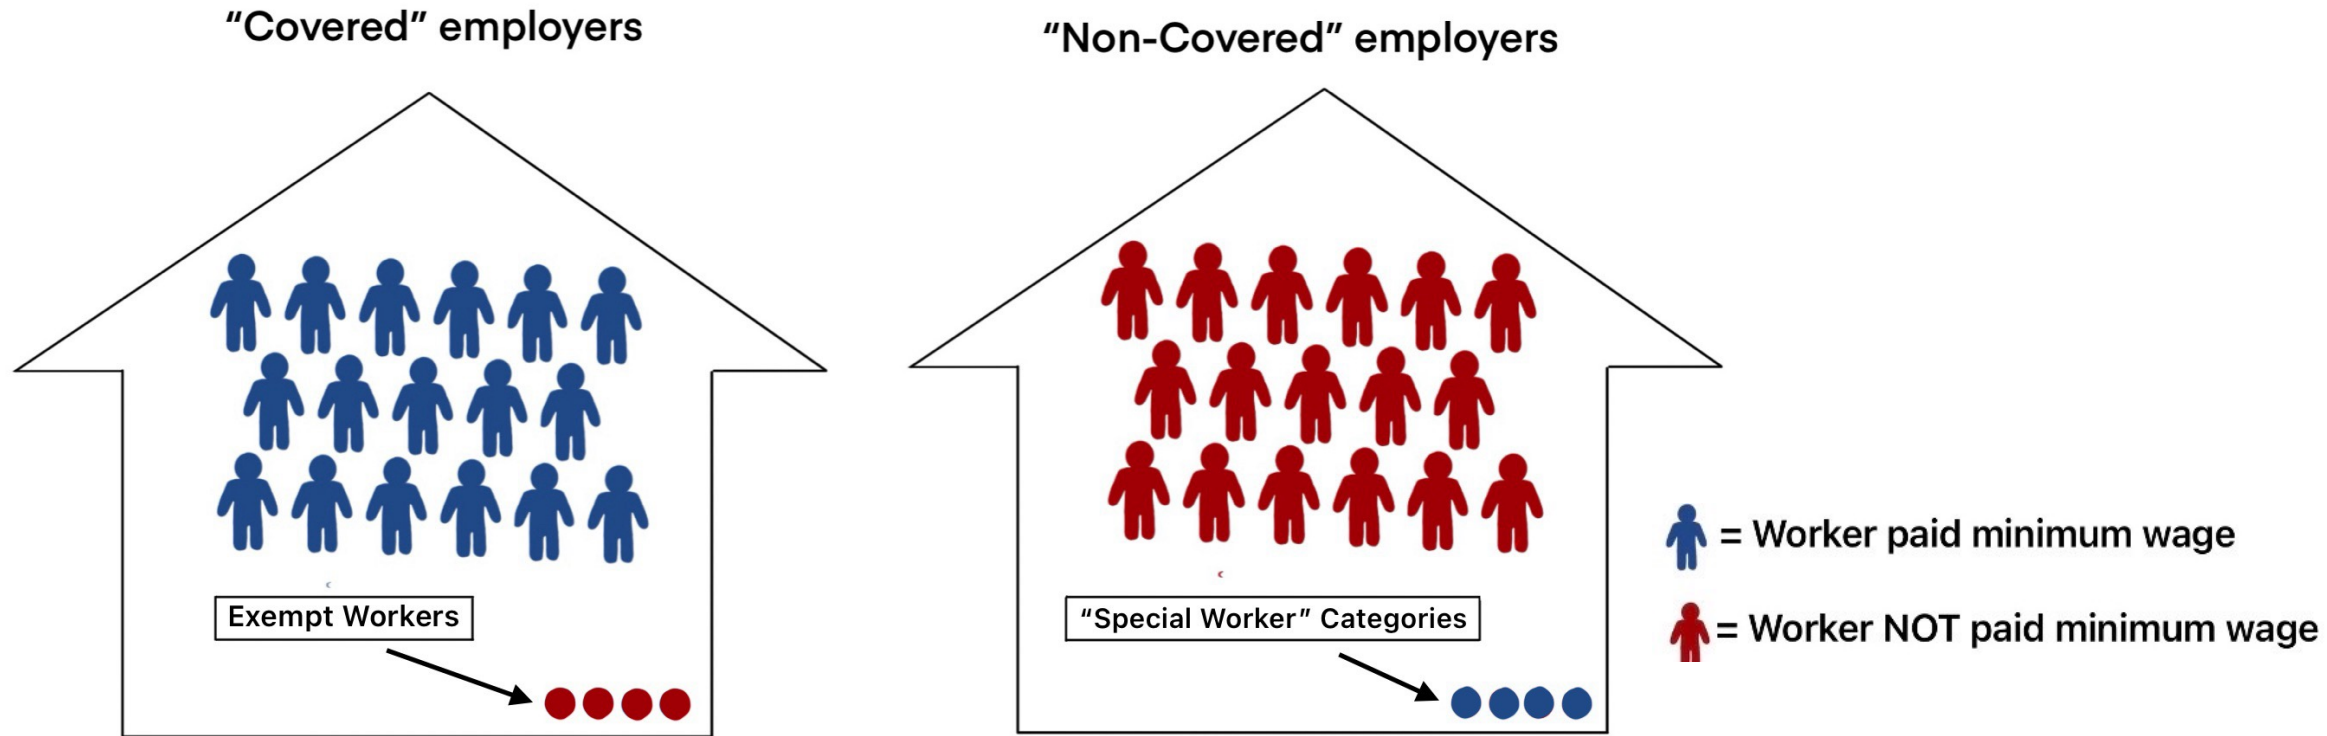 “Covered” employers
“Non-Covered” employers
Exempt Workers
“Special Worker” Categories
= Worker paid minimum wage
= Worker NOT paid minimum wage